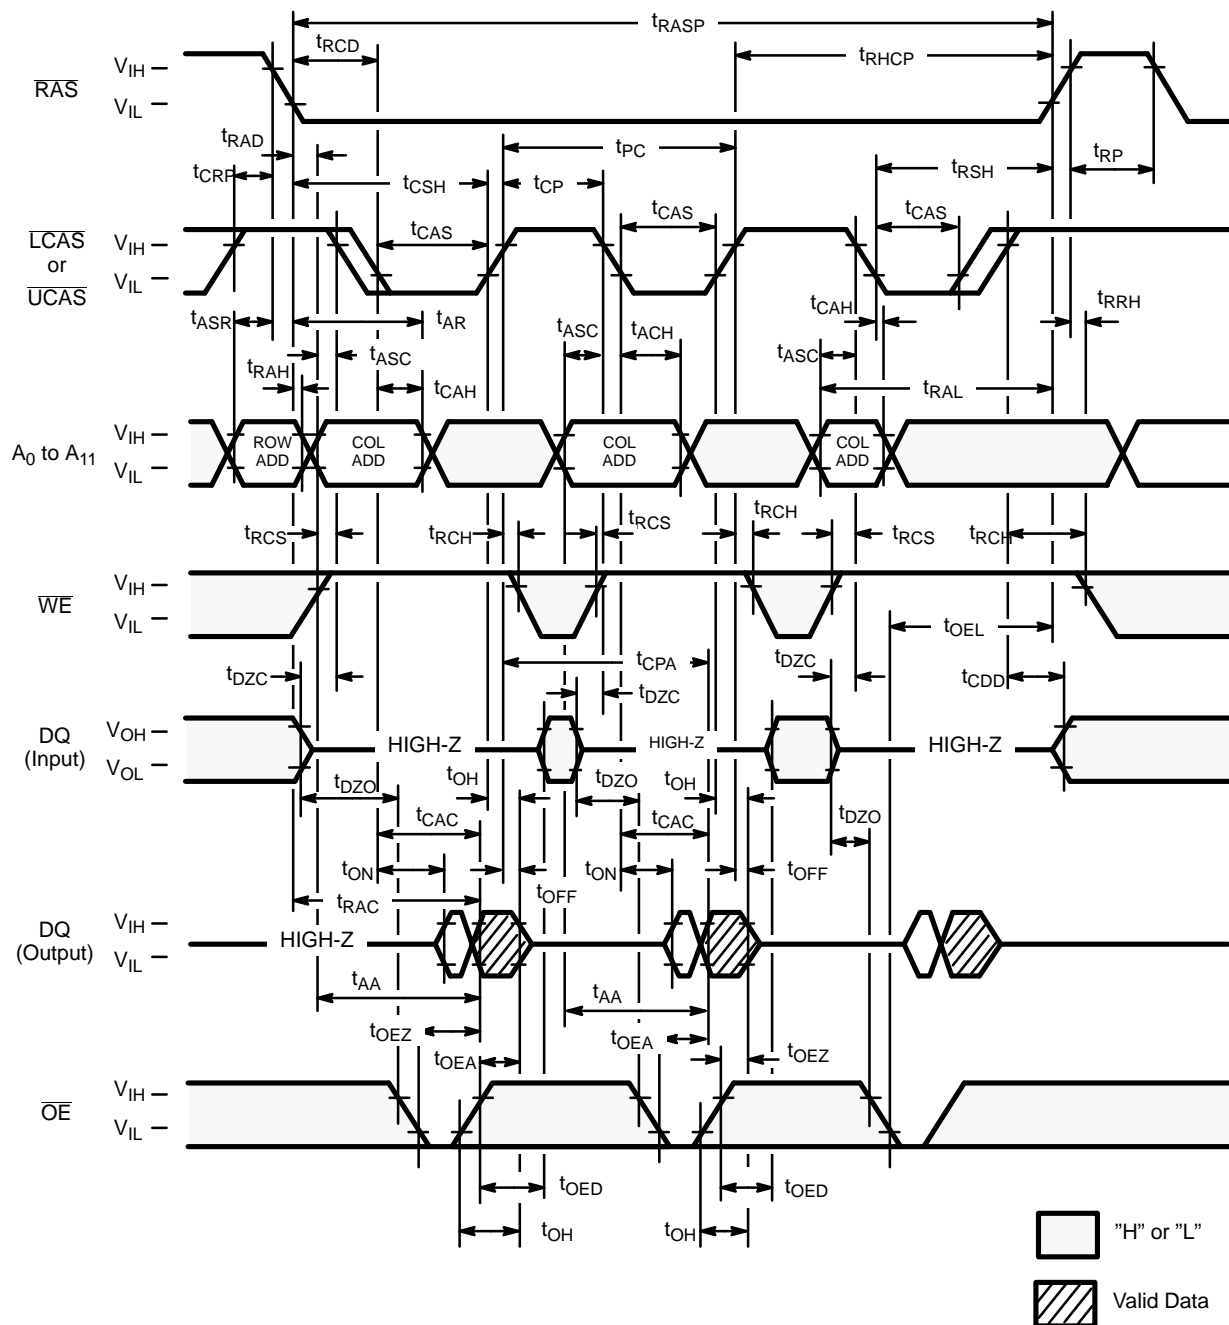 tRASP
tRCD
tRHCP
RAS
VIH
VIL
tRAD
tPC
tRP
tCRP
tCSH
tCP
tRSH
tCAS
tCAS
tCAS
LCAS
or
UCAS
VIH
VIL
tASR
tAR
tASC
tACH
tCAH
tRRH
tASC
tASC
tRAH
tCAH
tRAL
A0 to A11
VIH
VIL
ROW
ADD
COL
ADD
COL
ADD
COL
ADD
tRCS
tRCH
tRCS
tRCH
tRCS
tRCH
WE
VIH
VIL
tOEL
tCPA
tDZC
tDZC
tDZC
tCDD
DQ
(Input)
VOH
VOL
HIGH-Z
HIGH-Z
HIGH-Z
tDZO
tOH
tDZO
tOH
tDZO
tCAC
tCAC
tON
tOFF
tON
tOFF
tRAC
DQ
(Output)
VIH
VIL
HIGH-Z
tAA
tAA
tOEZ
tOEA
tOEA
tOEZ
OE
VIH
VIL
tOED
tOED
tOH
tOH
”H” or ”L”
Valid Data